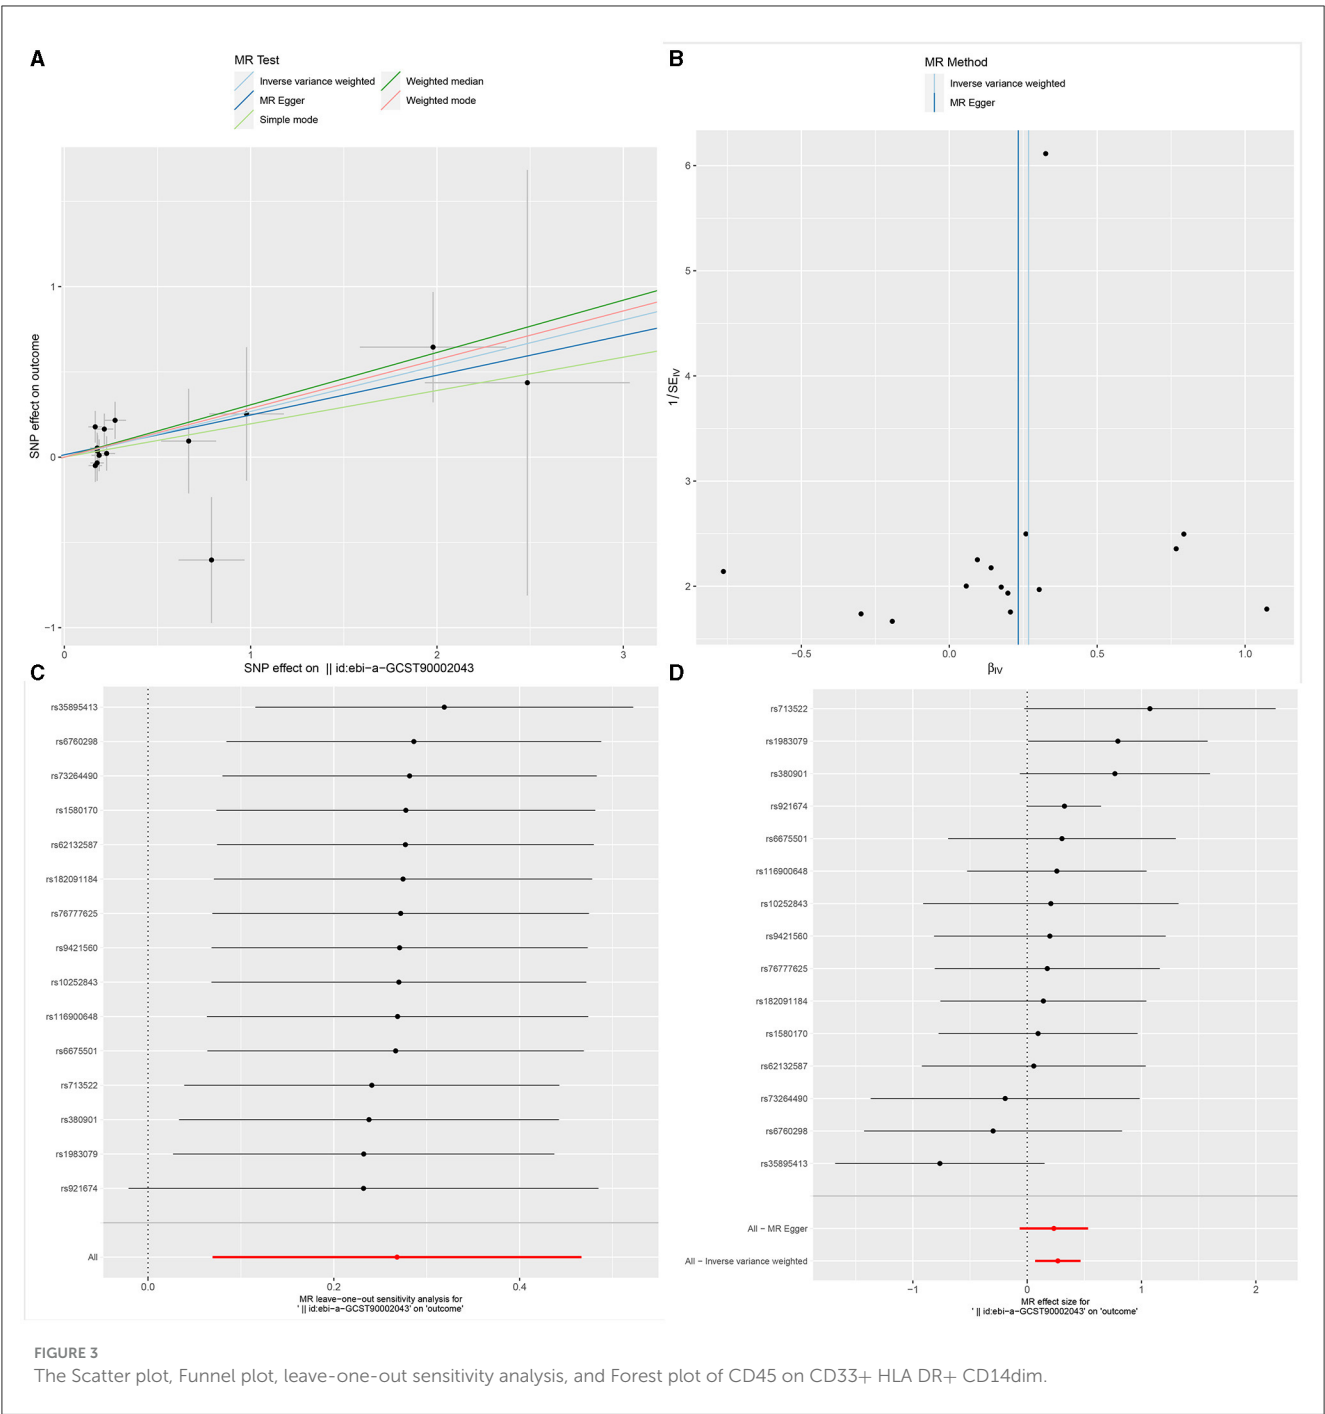 A
MR Test
Inverse variance weighted
Weighted median
MR Egger
Weighted mode
Simple mode
SNP effect on outcome
1
0
−1
0
1
2
3
SNP effect on || id:ebi−a−GCST90002043
B
MR Method
Inverse variance weighted
MR Egger
1/SEIV
6
5
4
3
2
−0.5
0.0
0.5
1.0
βIV
C
rs35895413
rs6760298
rs73264490
rs1580170
rs62132587
rs182091184
rs76777625
rs9421560
rs10252843
rs116900648
rs6675501
rs713522
rs380901
rs1983079
rs921674
All
0.0
0.2
0.4
MR leave−one−out sensitivity analysis for
' || id:ebi−a−GCST90002043' on 'outcome'
D
rs713522
rs1983079
rs380901
rs921674
rs6675501
rs116900648
rs10252843
rs9421560
rs76777625
rs182091184
rs1580170
rs62132587
rs73264490
rs6760298
rs35895413
All − MR Egger
All − Inverse variance weighted
−1
0
1
2
MR effect size for
' || id:ebi−a−GCST90002043' on 'outcome'
FIGURE 3
The Scatter plot, Funnel plot, leave-one-out sensitivity analysis, and Forest plot of CD45 on CD33+ HLA DR+ CD14dim.